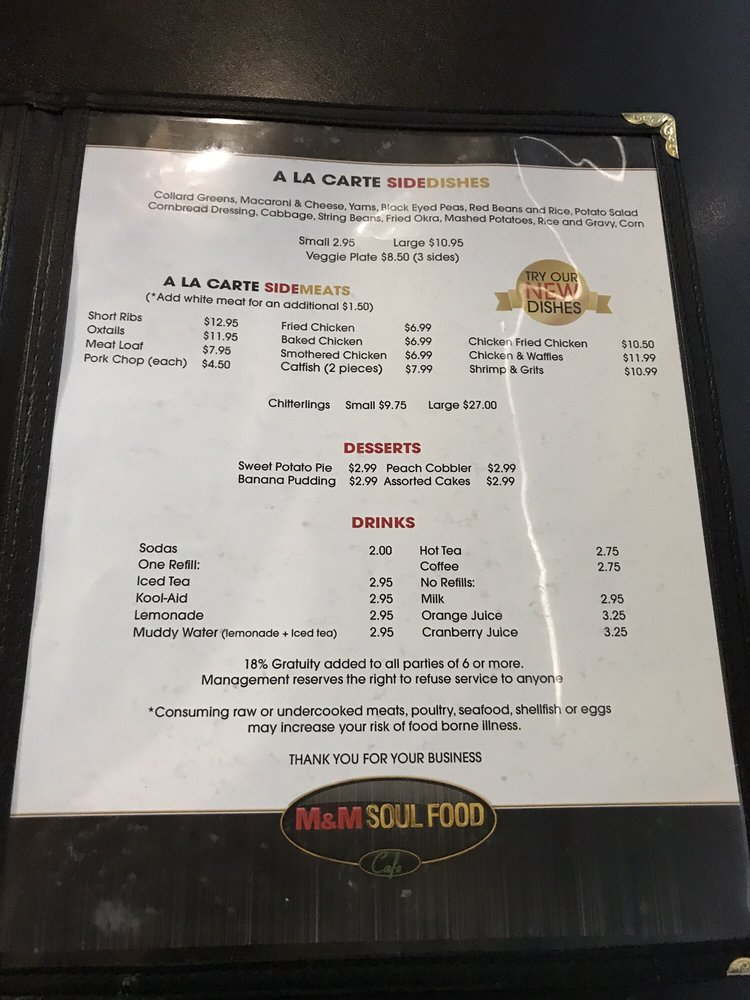 A LA CARTE SIDEDISHES
Collard Greens, Macaroni & Cheese, Yams, Black Eyed Peas, Red Beans and Rice, Potato Salad
Cornbread Dressing, Cabbage, String Beans, Fried Okra, Mashed Potatoes, Rice and Gravy, Corn
Small 2.95 Large $10.95
Veggie Plate $8.50 (3 sides)
A LA CARTE SIDEMEATS
(*Add white meat for an additional $1.50)
TRY OUR
NEW
DISHES
Short Ribs $12.95
Oxtails $11.95
Meat Loaf $7.95
Pork Chop (each) $4.50
Fried Chicken $6.99
Baked Chicken $6.99
Smothered Chicken $6.99
Catfish (2 pieces) $7.99
Chicken Fried Chicken $10.50
Chicken & Waffles $11.99
Shrimp & Grits $10.99
Chitterlings Small $9.75 Large $27.00
DESSERTS
Sweet Potato Pie $2.99 Peach Cobbler $2.99
Banana Pudding $2.99 Assorted Cakes $2.99
DRINKS
Sodas 2.00
One Refill:
Iced Tea 2.95
Kool-Aid 2.95
Lemonade 2.95
Muddy Water (lemonade + Iced tea) 2.95
Hot Tea 2.75
Coffee 2.75
No Refills:
Milk 2.95
Orange Juice 3.25
Cranberry Juice 3.25
18% Gratuity added to all parties of 6 or more.
Management reserves the right to refuse service to anyone
*Consuming raw or undercooked meats, poultry, seafood, shellfish or eggs
may increase your risk of food borne illness.
THANK YOU FOR YOUR BUSINESS
M&M SOUL FOOD
Cafe